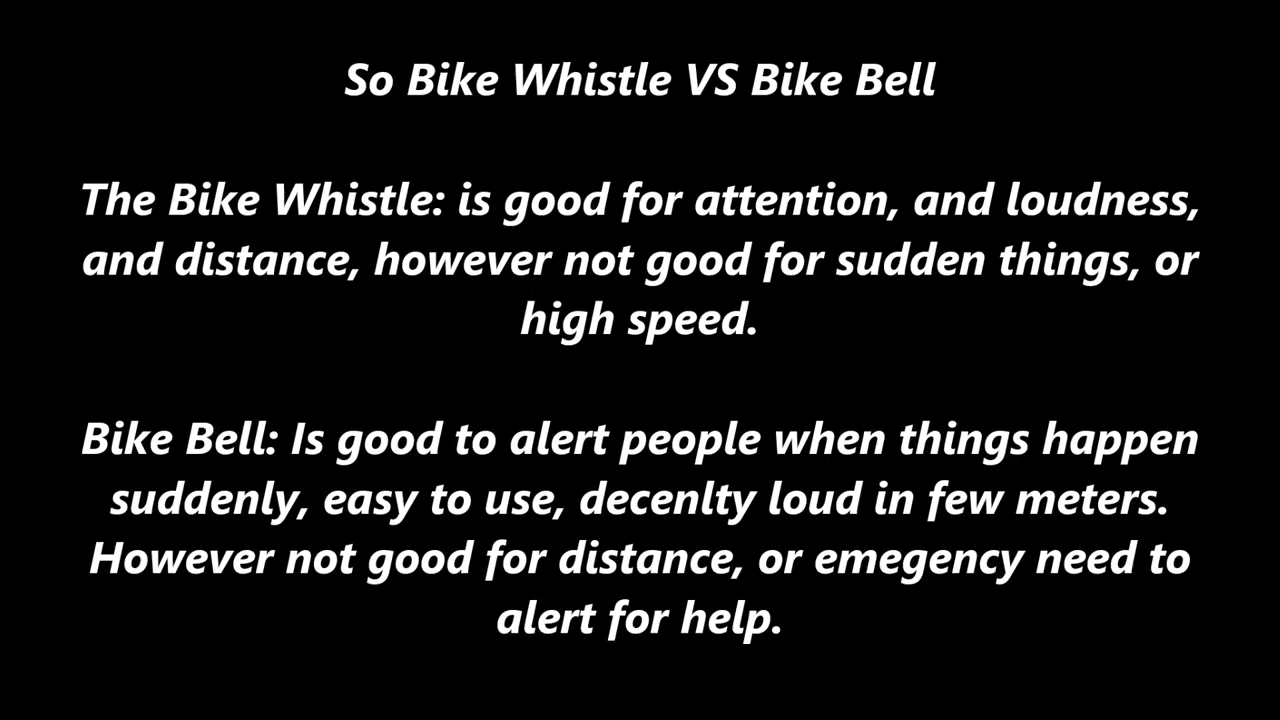 So Bike Whistle VS Bike Bell
The Bike Whistle: is good for attention, and loudness,
and distance, however not good for sudden things, or
high speed.
Bike Bell: Is good to alert people when things happen
suddenly, easy to use, decenlty loud in few meters.
However not good for distance, or emegency need to
alert for help.